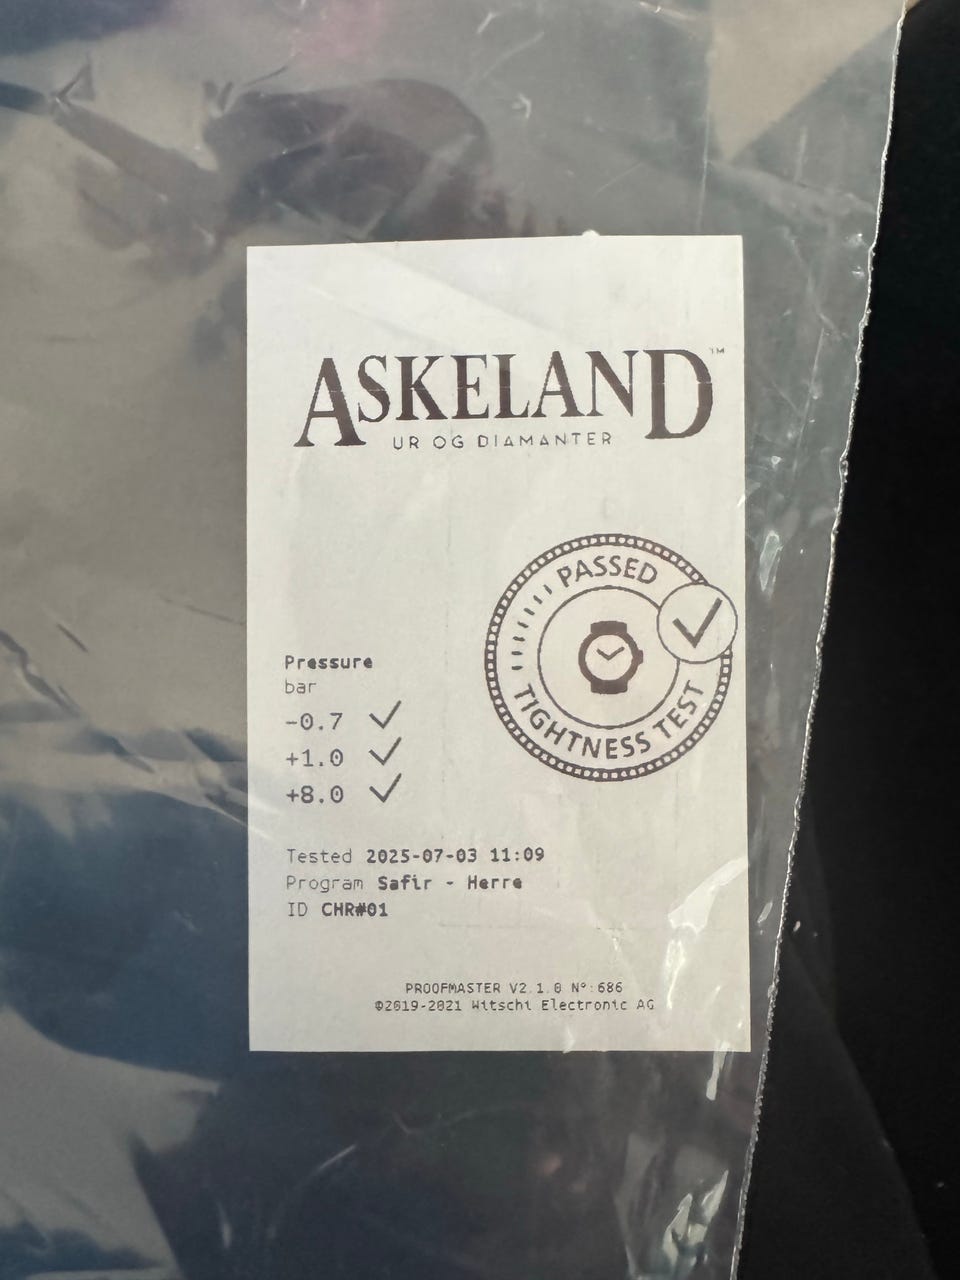 ASKELAND™
UR OG DIAMANTER
PASSED
TIGHTNESS TEST
Pressure
bar
-0.7 ✓
+1.0 ✓
+8.0 ✓
Tested 2025-07-03 11:09
Program Safir - Herre
ID CHR#01
PROOFMASTER V2.1.0 N°:686
©2019-2021 Witschi Electronic AG